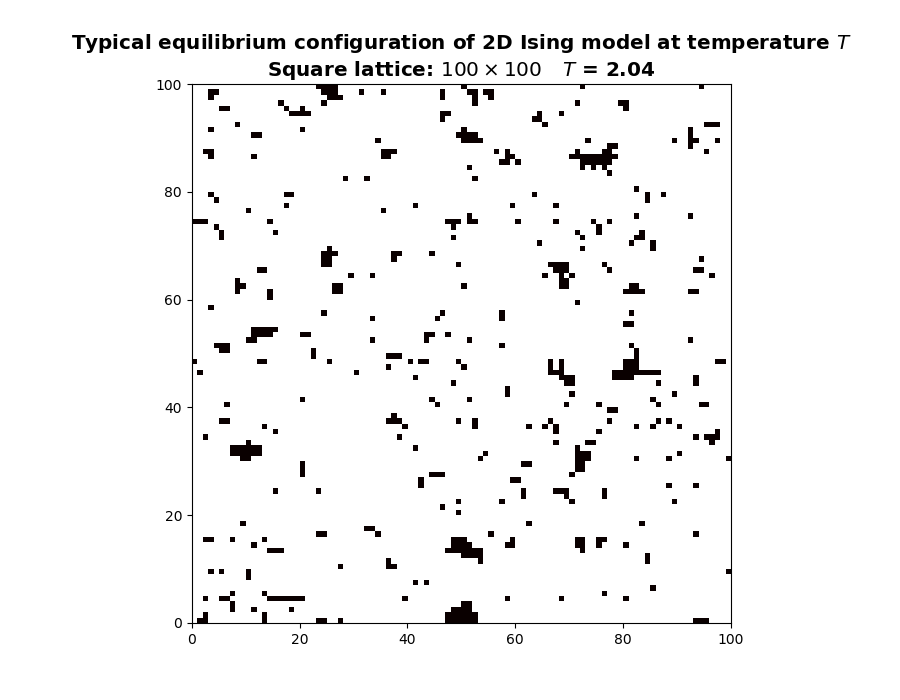 Typical equilibrium configuration of 2D Ising model at temperature T
Square lattice: 100 × 100 T = 2.04
100
80
60
40
20
0
0 20 40 60 80 100